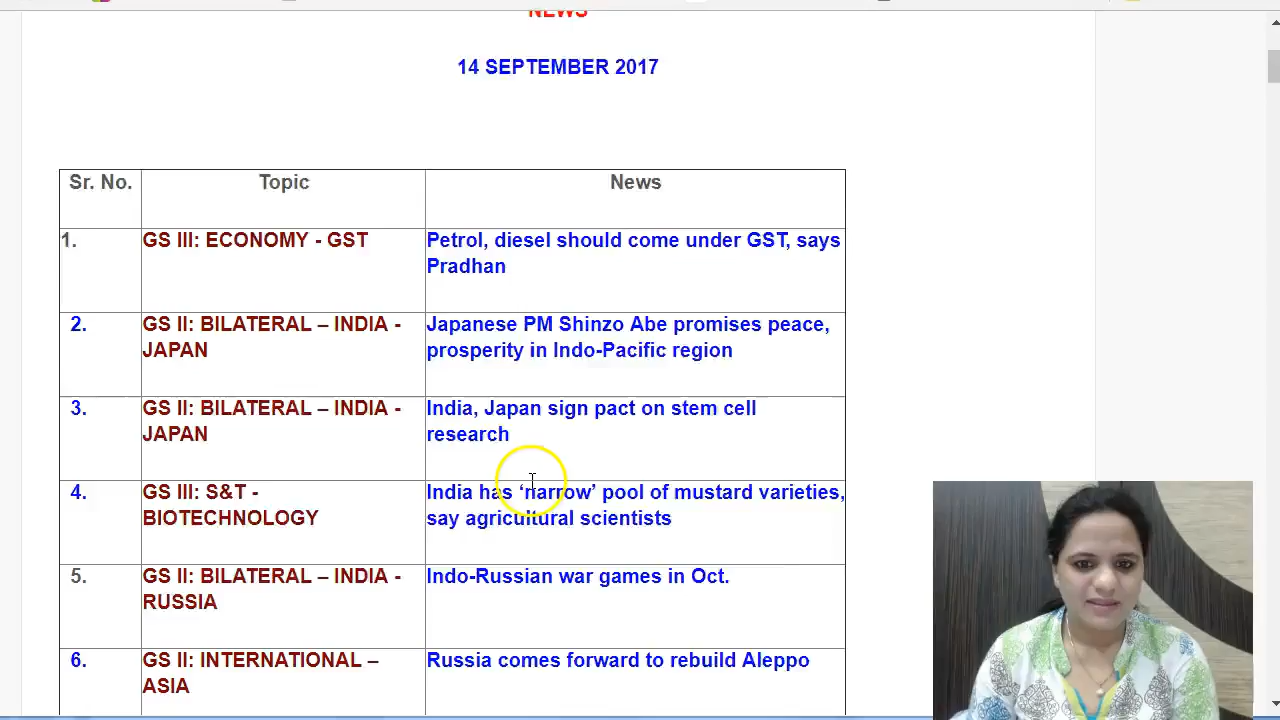 NEWS
14 SEPTEMBER 2017
Sr. No. Topic News
1. GS III: ECONOMY - GST Petrol, diesel should come under GST, says
Pradhan
2. GS II: BILATERAL – INDIA - Japanese PM Shinzo Abe promises peace,
JAPAN prosperity in Indo-Pacific region
3. GS II: BILATERAL – INDIA - India, Japan sign pact on stem cell
JAPAN research
4. GS III: S&T - India has ‘narrow’ pool of mustard varieties,
BIOTECHNOLOGY say agricultural scientists
5. GS II: BILATERAL – INDIA - Indo-Russian war games in Oct.
RUSSIA
6. GS II: INTERNATIONAL – Russia comes forward to rebuild Aleppo
ASIA